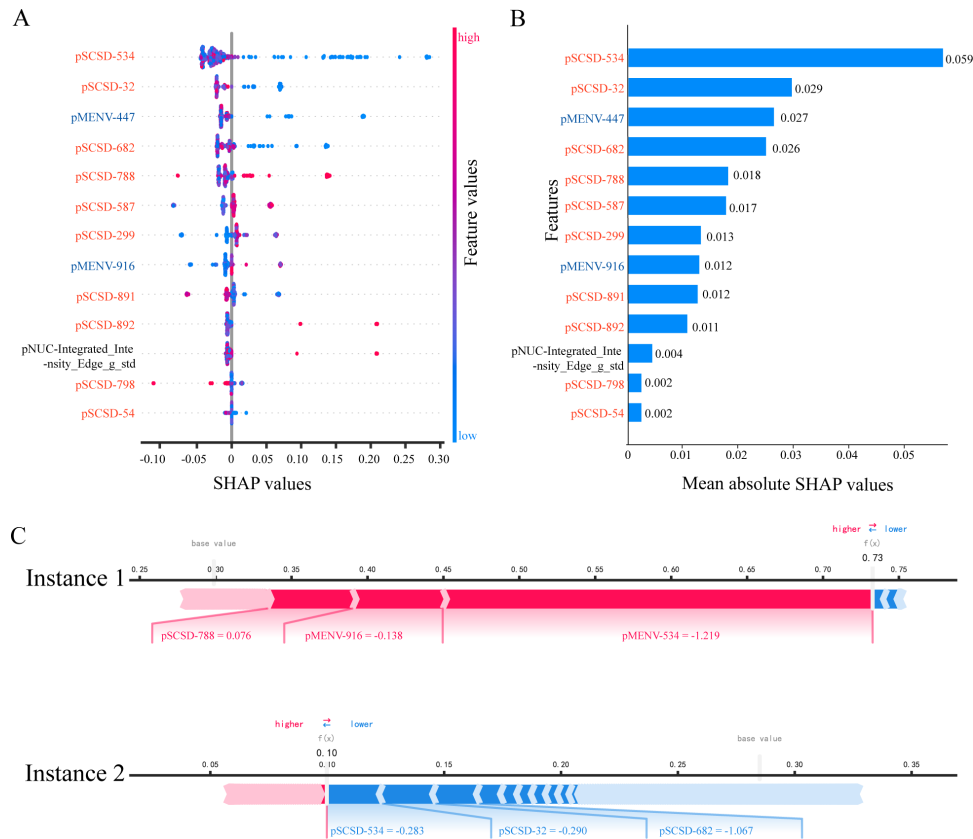 A
high
pSCSD-534
pSCSD-32
pMENV-447
pSCSD-682
pSCSD-788
pSCSD-587
pSCSD-299
pMENV-916
pSCSD-891
pSCSD-892
pNUC-Integrated_Inte
-nsity_Edge_g_std
pSCSD-798
pSCSD-54
Feature values
low
-0.10 -0.05 0 0.05 0.10 0.15 0.20 0.25 0.30
SHAP values
B
Features
pSCSD-534 0.059
pSCSD-32 0.029
pMENV-447 0.027
pSCSD-682 0.026
pSCSD-788 0.018
pSCSD-587 0.017
pSCSD-299 0.013
pMENV-916 0.012
pSCSD-891 0.012
pSCSD-892 0.011
pNUC-Integrated_Inte
-nsity_Edge_g_std 0.004
pSCSD-798 0.002
pSCSD-54 0.002
0 0.01 0.02 0.03 0.04 0.05
Mean absolute SHAP values
C
higher ⇄ lower
base value f(x)
0.73
Instance 1
0.25 0.30 0.35 0.40 0.45 0.50 0.55 0.60 0.65 0.70 0.75
pSCSD-788 = 0.076 pMENV-916 = -0.138 pMENV-534 = -1.219
higher ⇄ lower
f(x) base value
0.10
Instance 2
0.05 0.10 0.15 0.20 0.25 0.30 0.35
pSCSD-534 = -0.283 pSCSD-32 = -0.290 pSCSD-682 = -1.067